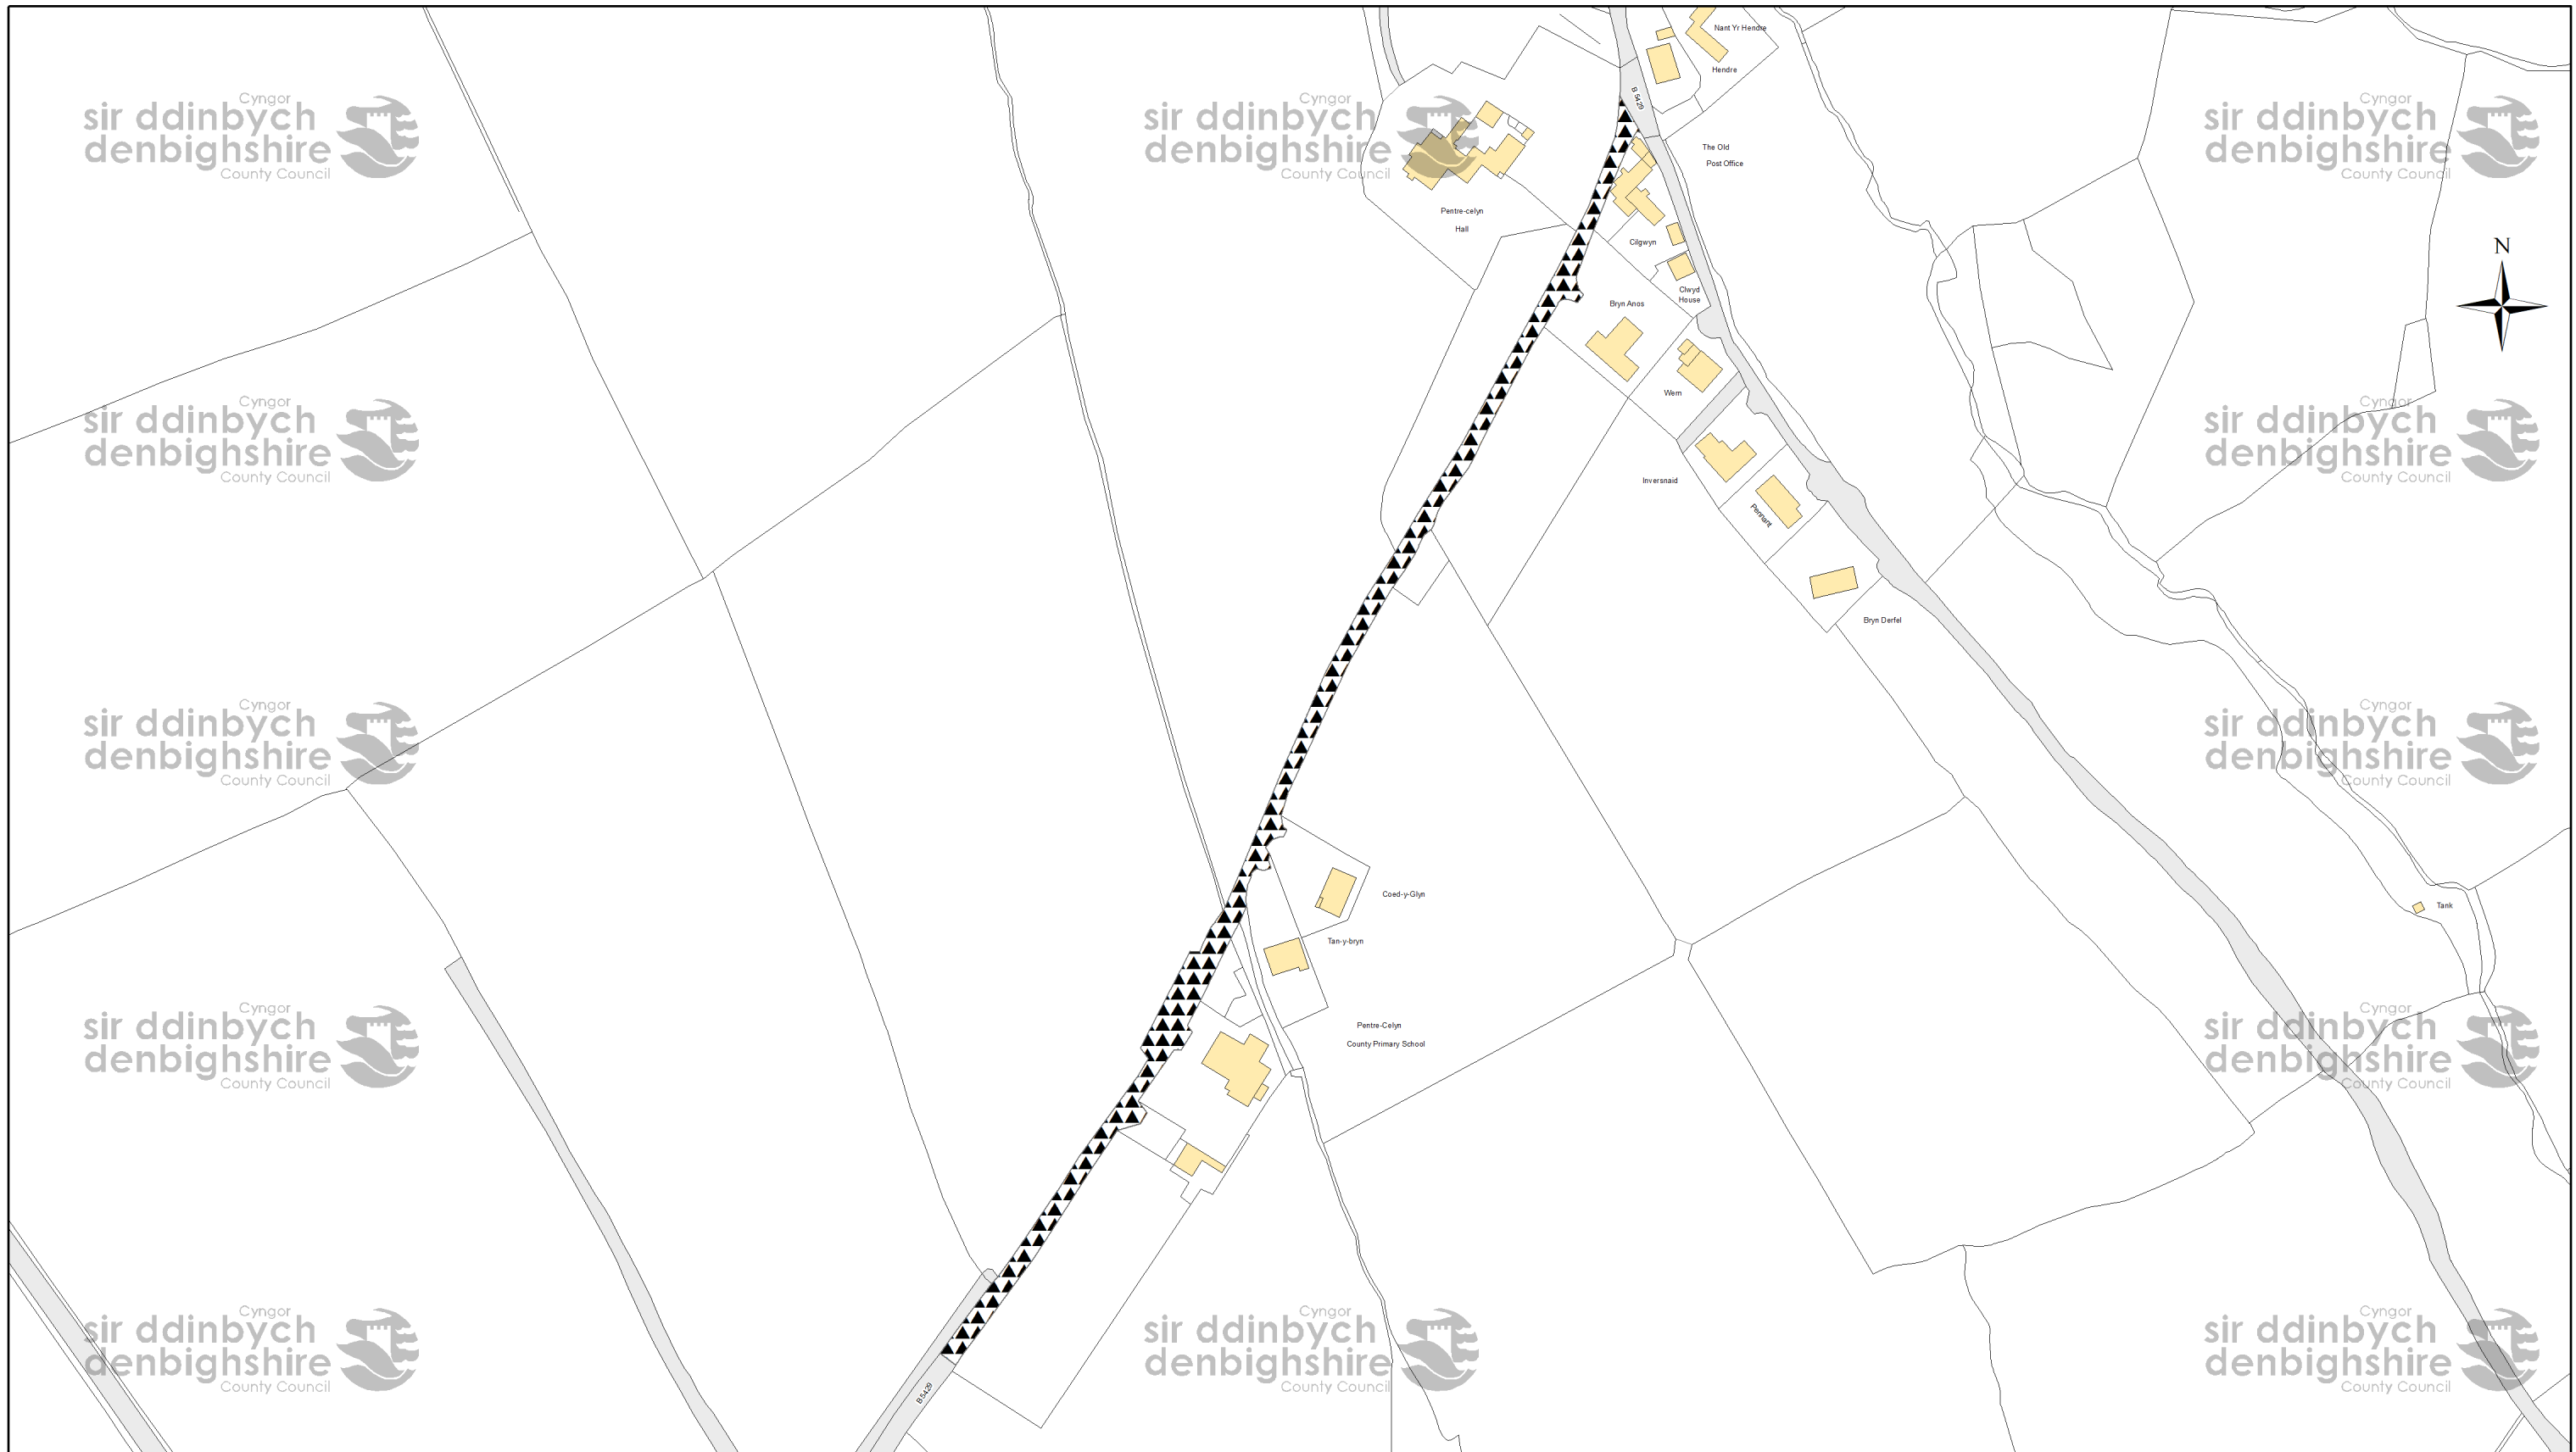 Nant Yr Hendre
Hendre
B 5429
The Old
Post Office
Pentre-celyn
Hall
Cilgwyn
Clwyd
House
Bryn Anos
Wern
Inversnaid
Pennant
Bryn Derfel
N
Coed-y-Glyn
Tan-y-bryn
Tank
Pentre-Celyn
County Primary School
B 5429
Cyngor
sir ddinbych
denbighshire
County Council
Cyngor
sir ddinbych
denbighshire
County Council
Cyngor
sir ddinbych
denbighshire
County Council
Cyngor
sir ddinbych
denbighshire
County Council
Cyngor
sir ddinbych
denbighshire
County Council
Cyngor
sir ddinbych
denbighshire
County Council
Cyngor
sir ddinbych
denbighshire
County Council
Cyngor
sir ddinbych
denbighshire
County Council
Cyngor
sir ddinbych
denbighshire
County Council
Cyngor
sir ddinbych
denbighshire
County Council
Cyngor
sir ddinbych
denbighshire
County Council
Cyngor
sir ddinbych
denbighshire
County Council